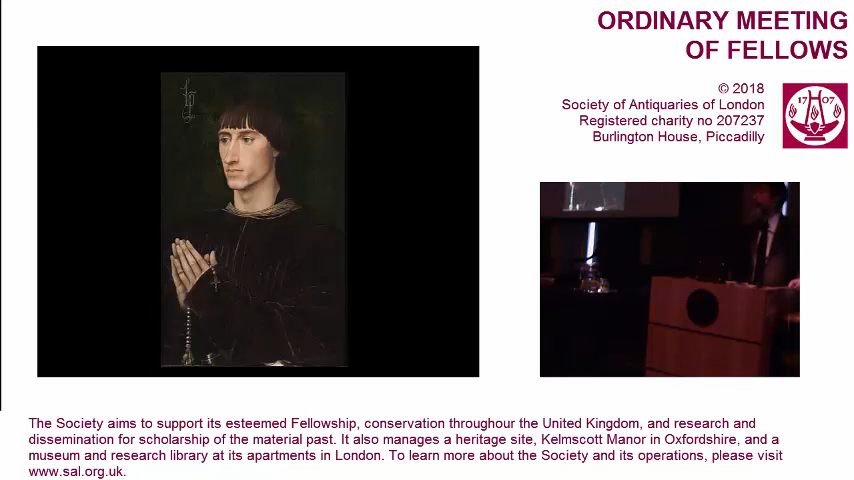 ORDINARY MEETING
OF FELLOWS
© 2018
Society of Antiquaries of London
Registered charity no 207237
Burlington House, Piccadilly
17 07
The Society aims to support its esteemed Fellowship, conservation throughour the United Kingdom, and research and
dissemination for scholarship of the material past. It also manages a heritage site, Kelmscott Manor in Oxfordshire, and a
museum and research library at its apartments in London. To learn more about the Society and its operations, please visit
www.sal.org.uk.